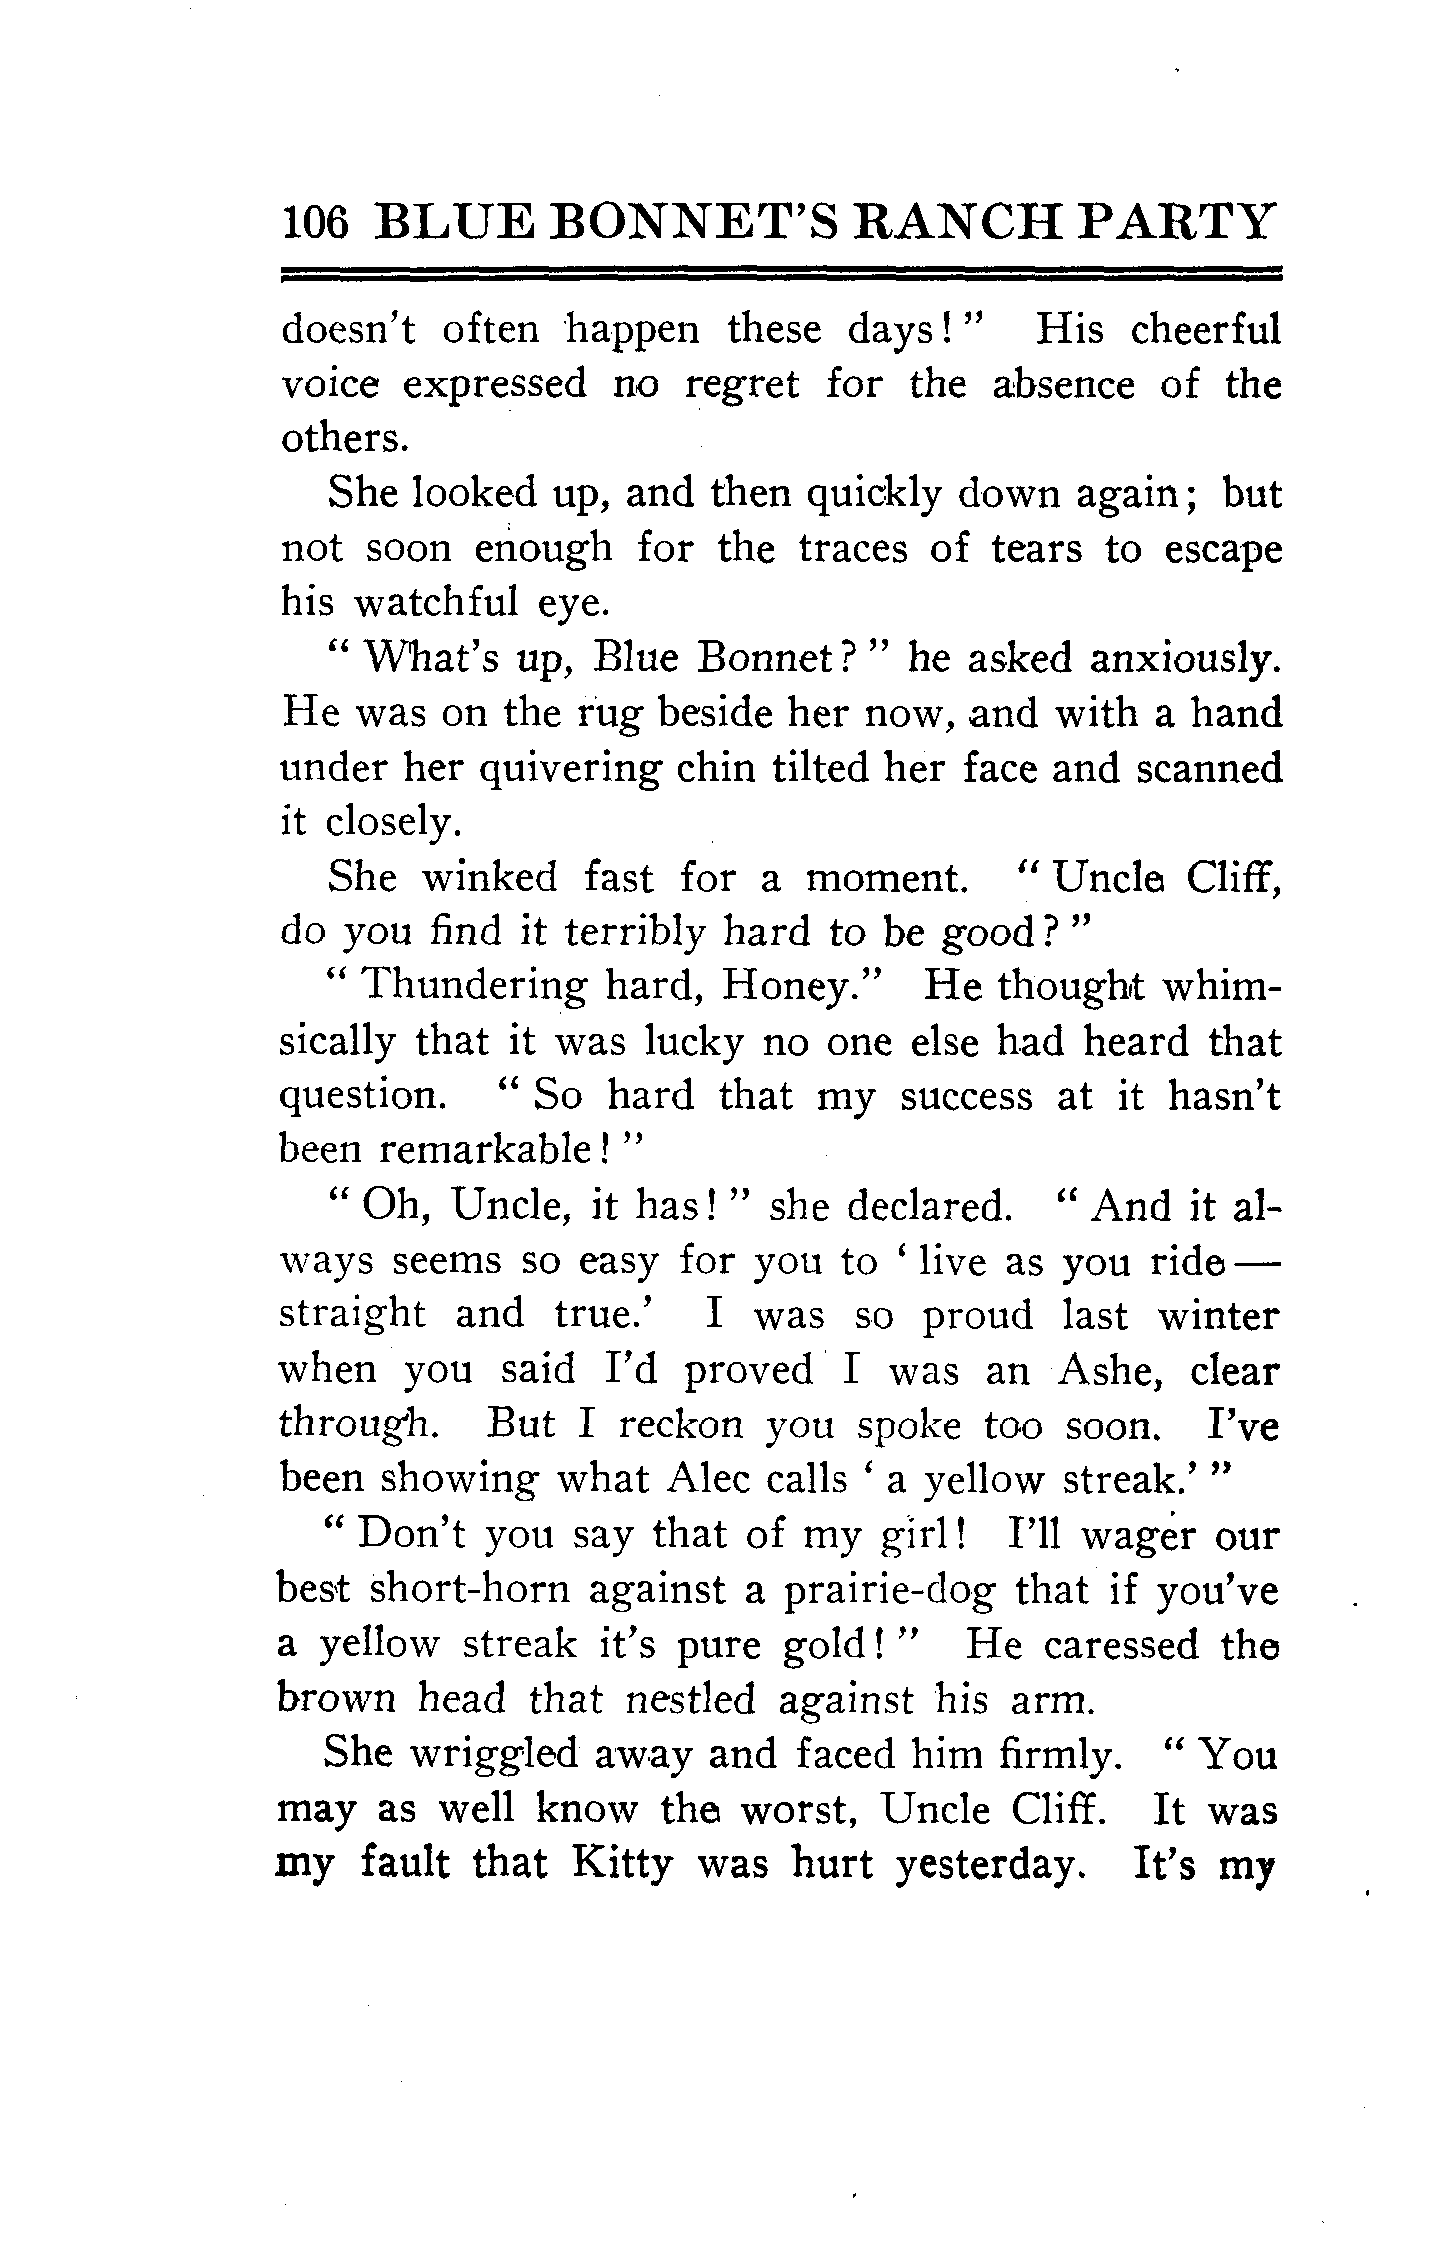 106 BLUE BONNET'S RANCH PARTY
doesn't often happen these days!" His cheerful
voice expressed no regret for the absence of the
others.
She looked up, and then quickly down again; but
not soon enough for the traces of tears to escape
his watchful eye.
"What's up, Blue Bonnet?" he asked anxiously.
He was on the rug beside her now, and with a hand
under her quivering chin tilted her face and scanned
it closely.
She winked fast for a moment. "Uncle Cliff,
do you find it terribly hard to be good?"
"Thundering hard, Honey." He thought whim-
sically that it was lucky no one else had heard that
question. "So hard that my success at it hasn't
been remarkable!"
"Oh, Uncle, it has!" she declared. "And it al-
ways seems so easy for you to 'live as you ride—
straight and true.' I was so proud last winter
when you said I'd proved I was an Ashe, clear
through. But I reckon you spoke too soon. I've
been showing what Alec calls 'a yellow streak.'"
"Don't you say that of my girl! I'll wager our
best short-horn against a prairie-dog that if you've
a yellow streak it's pure gold!" He caressed the
brown head that nestled against his arm.
She wriggled away and faced him firmly. "You
may as well know the worst, Uncle Cliff. It was
my fault that Kitty was hurt yesterday. It's my